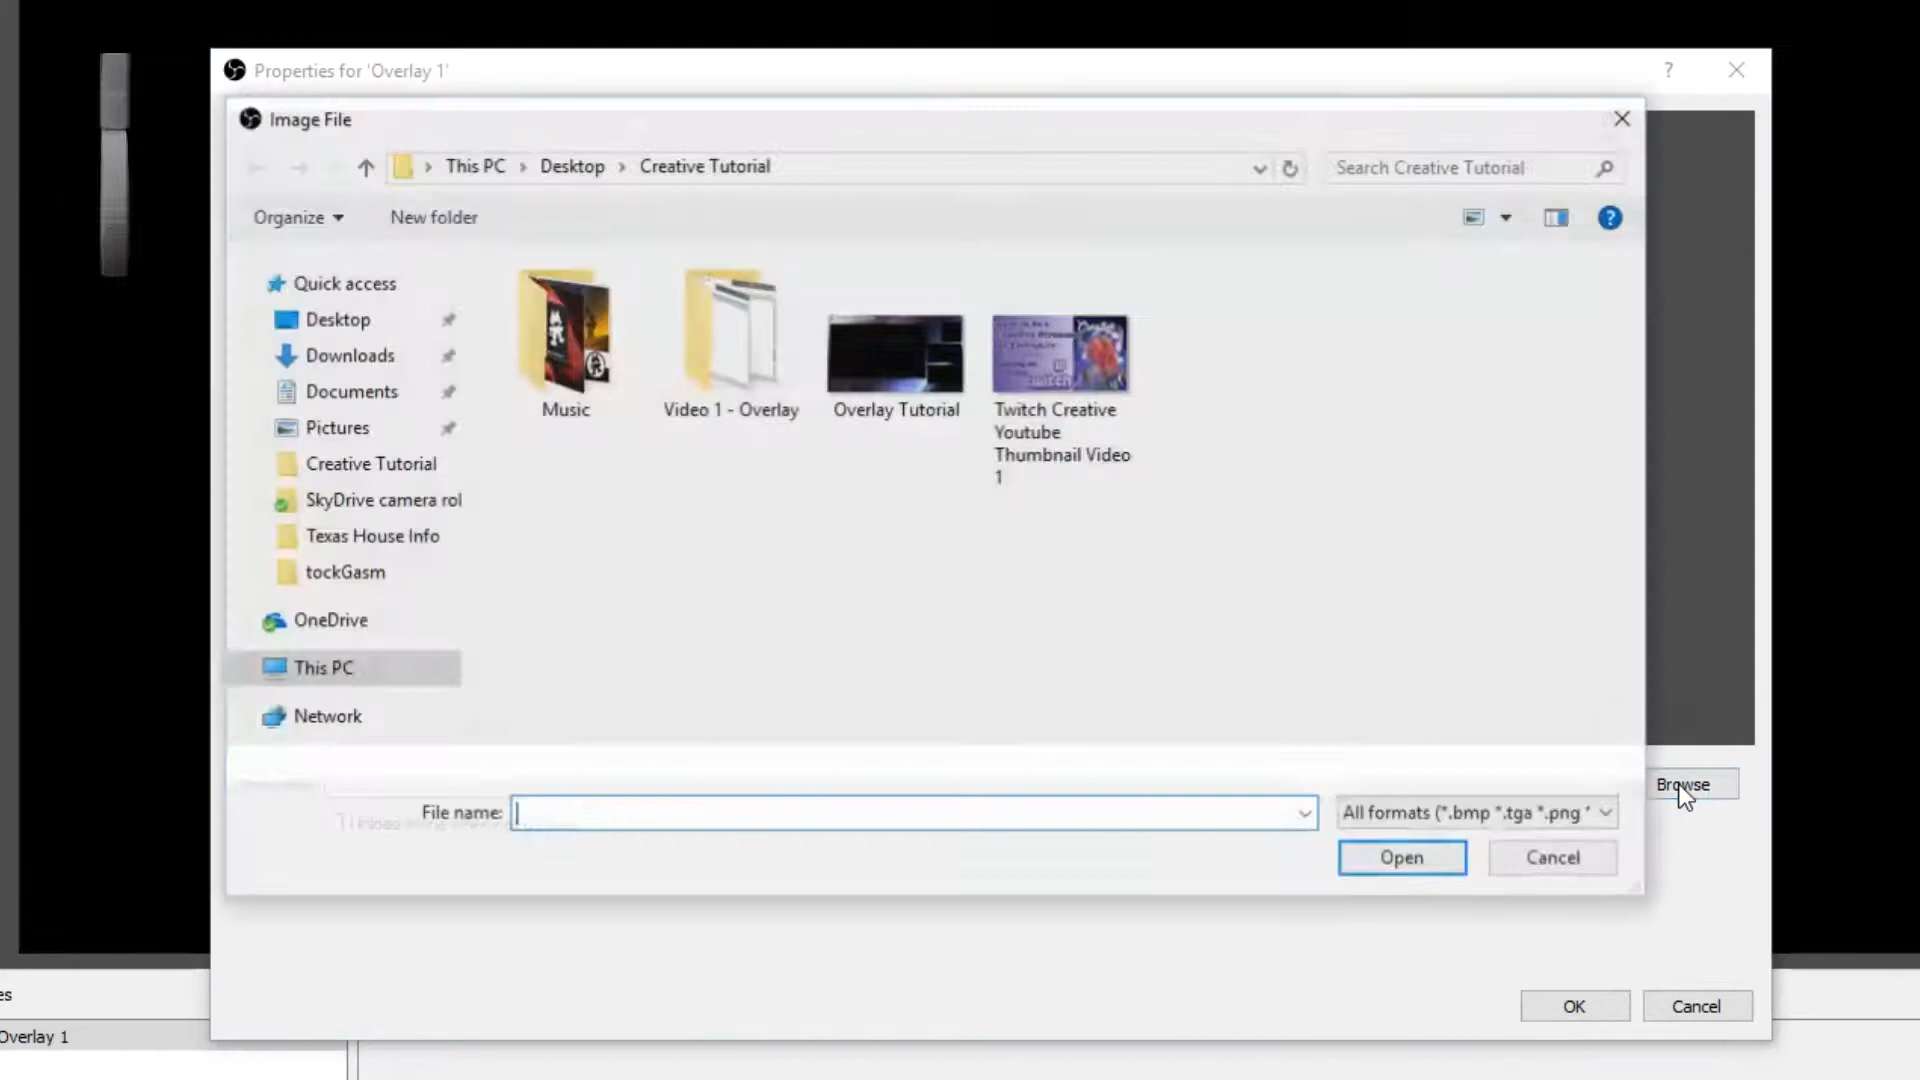 Properties for 'Overlay 1'
?
Image File
This PC > Desktop > Creative Tutorial
Search Creative Tutorial
Organize
New folder
?
Quick access
Desktop
Downloads
Documents
Pictures
Creative Tutorial
SkyDrive camera rol
Texas House Info
tockGasm
OneDrive
This PC
Network
Music
Video 1 - Overlay
Overlay Tutorial
Twitch Creative
Youtube
Thumbnail Video
1
Browse
File name:
All formats (*.bmp *.tga *.png *
Open
Cancel
OK
Cancel
es
Overlay 1